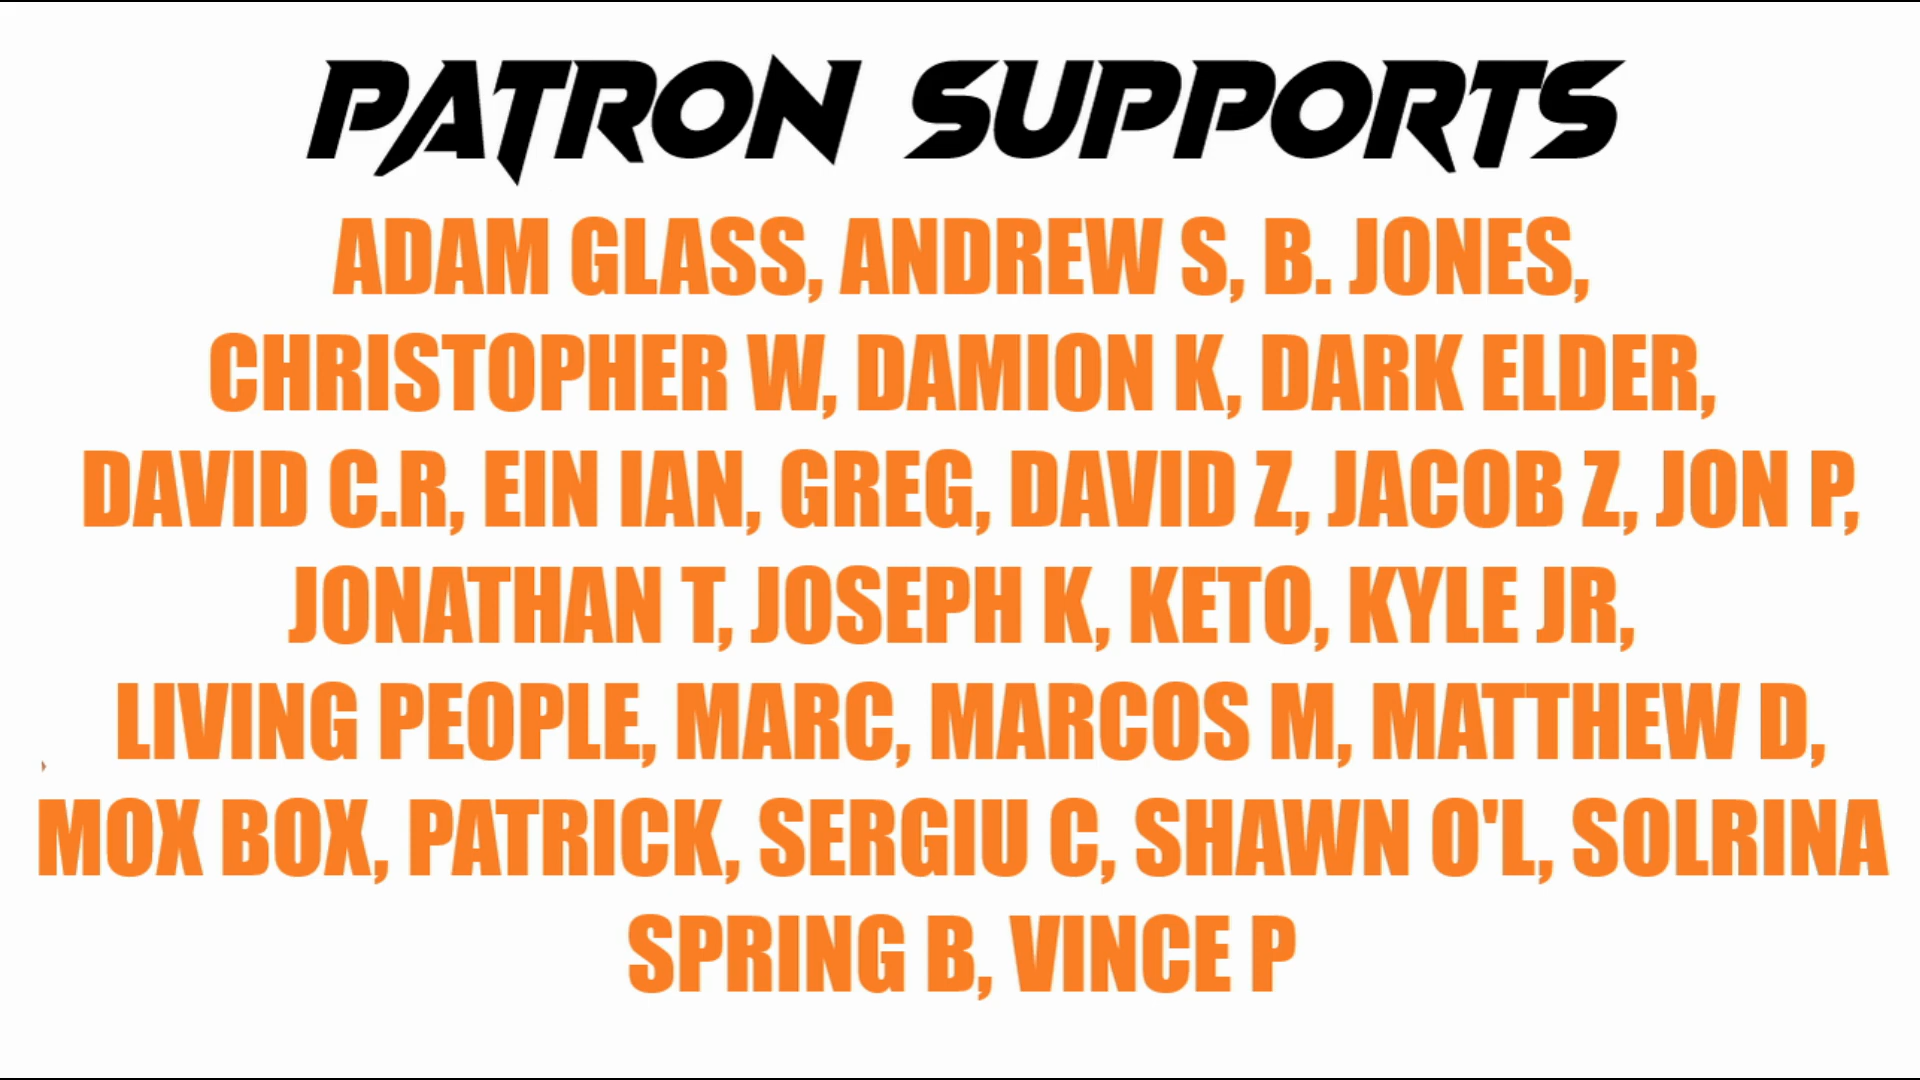 PATRON SUPPORTS
ADAM GLASS, ANDREW S, B. JONES,
CHRISTOPHER W, DAMION K, DARK ELDER,
DAVID C.R, EIN IAN, GREG, DAVID Z, JACOB Z, JON P,
JONATHAN T, JOSEPH K, KETO, KYLE JR,
LIVING PEOPLE, MARC, MARCOS M, MATTHEW D,
MOX BOX, PATRICK, SERGIU C, SHAWN O'L, SOLRINA
SPRING B, VINCE P